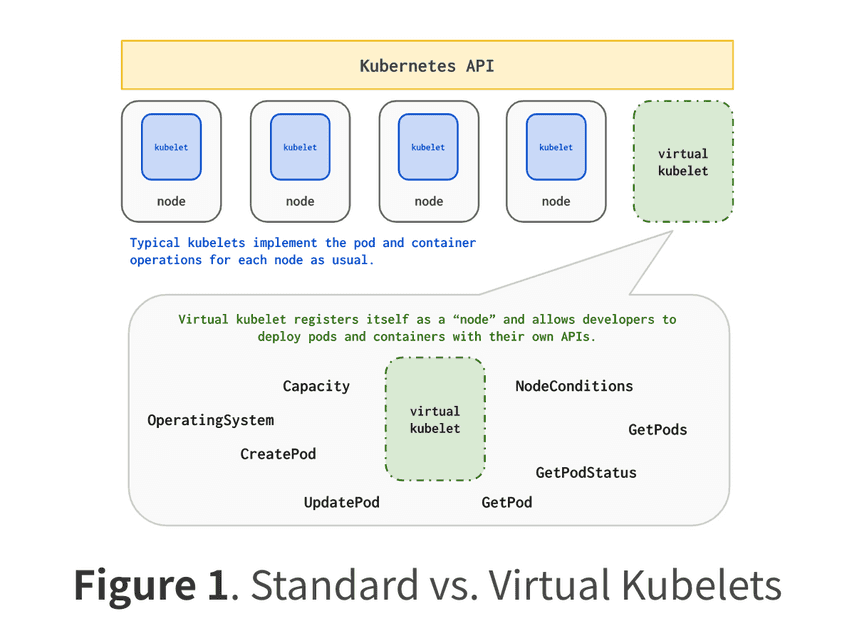 Kubernetes API
kubelet
kubelet
kubelet
kubelet
virtual
kubelet
node
node
node
node
Typical kubelets implement the pod and container
operations for each node as usual.
Virtual kubelet registers itself as a “node” and allows developers to
deploy pods and containers with their own APIs.
Capacity
NodeConditions
virtual
kubelet
OperatingSystem
GetPods
CreatePod
GetPodStatus
UpdatePod
GetPod
Figure 1. Standard vs. Virtual Kubelets